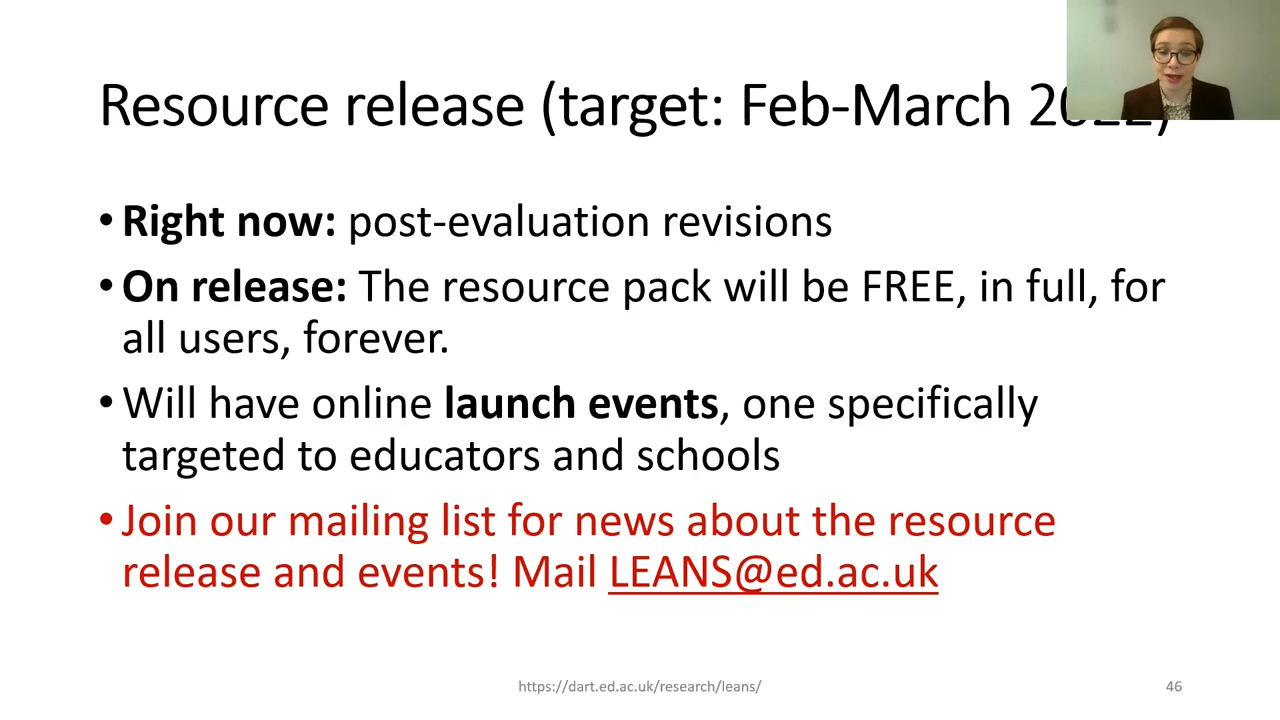 Resource release (target: Feb-March 2022)
• Right now: post-evaluation revisions
• On release: The resource pack will be FREE, in full, for
all users, forever.
• Will have online launch events, one specifically
targeted to educators and schools
• Join our mailing list for news about the resource
release and events! Mail LEANS@ed.ac.uk
https://dart.ed.ac.uk/research/leans/
46